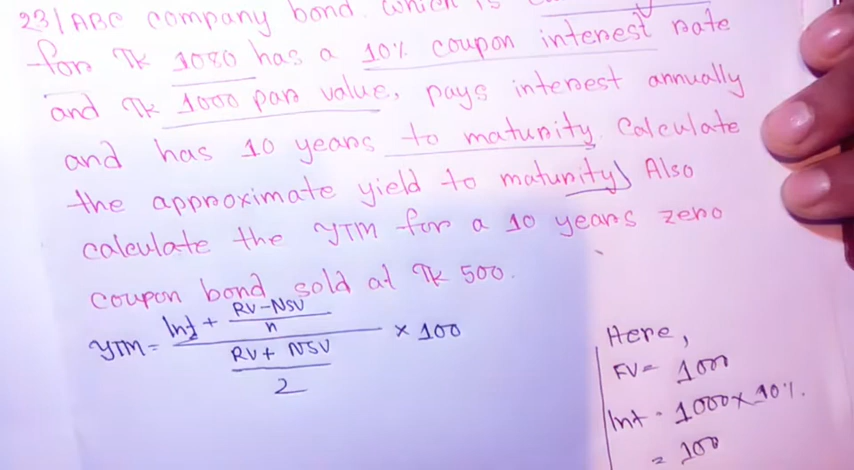 23/ ABC company bond. which is
for Tk 1080 has a 10% coupon interest rate
and Tk 1000 par value, pays interest annually
and has 10 years to maturity. Calculate
the approximate yield to maturity) Also
calculate the YTM for a 10 years zero
coupon bond sold at Tk 500.
YTM = Int + RV-NSV
n
RV + NSV
2
× 100
Here,
FV = 1000
Int = 1000 x 10%.
= 100